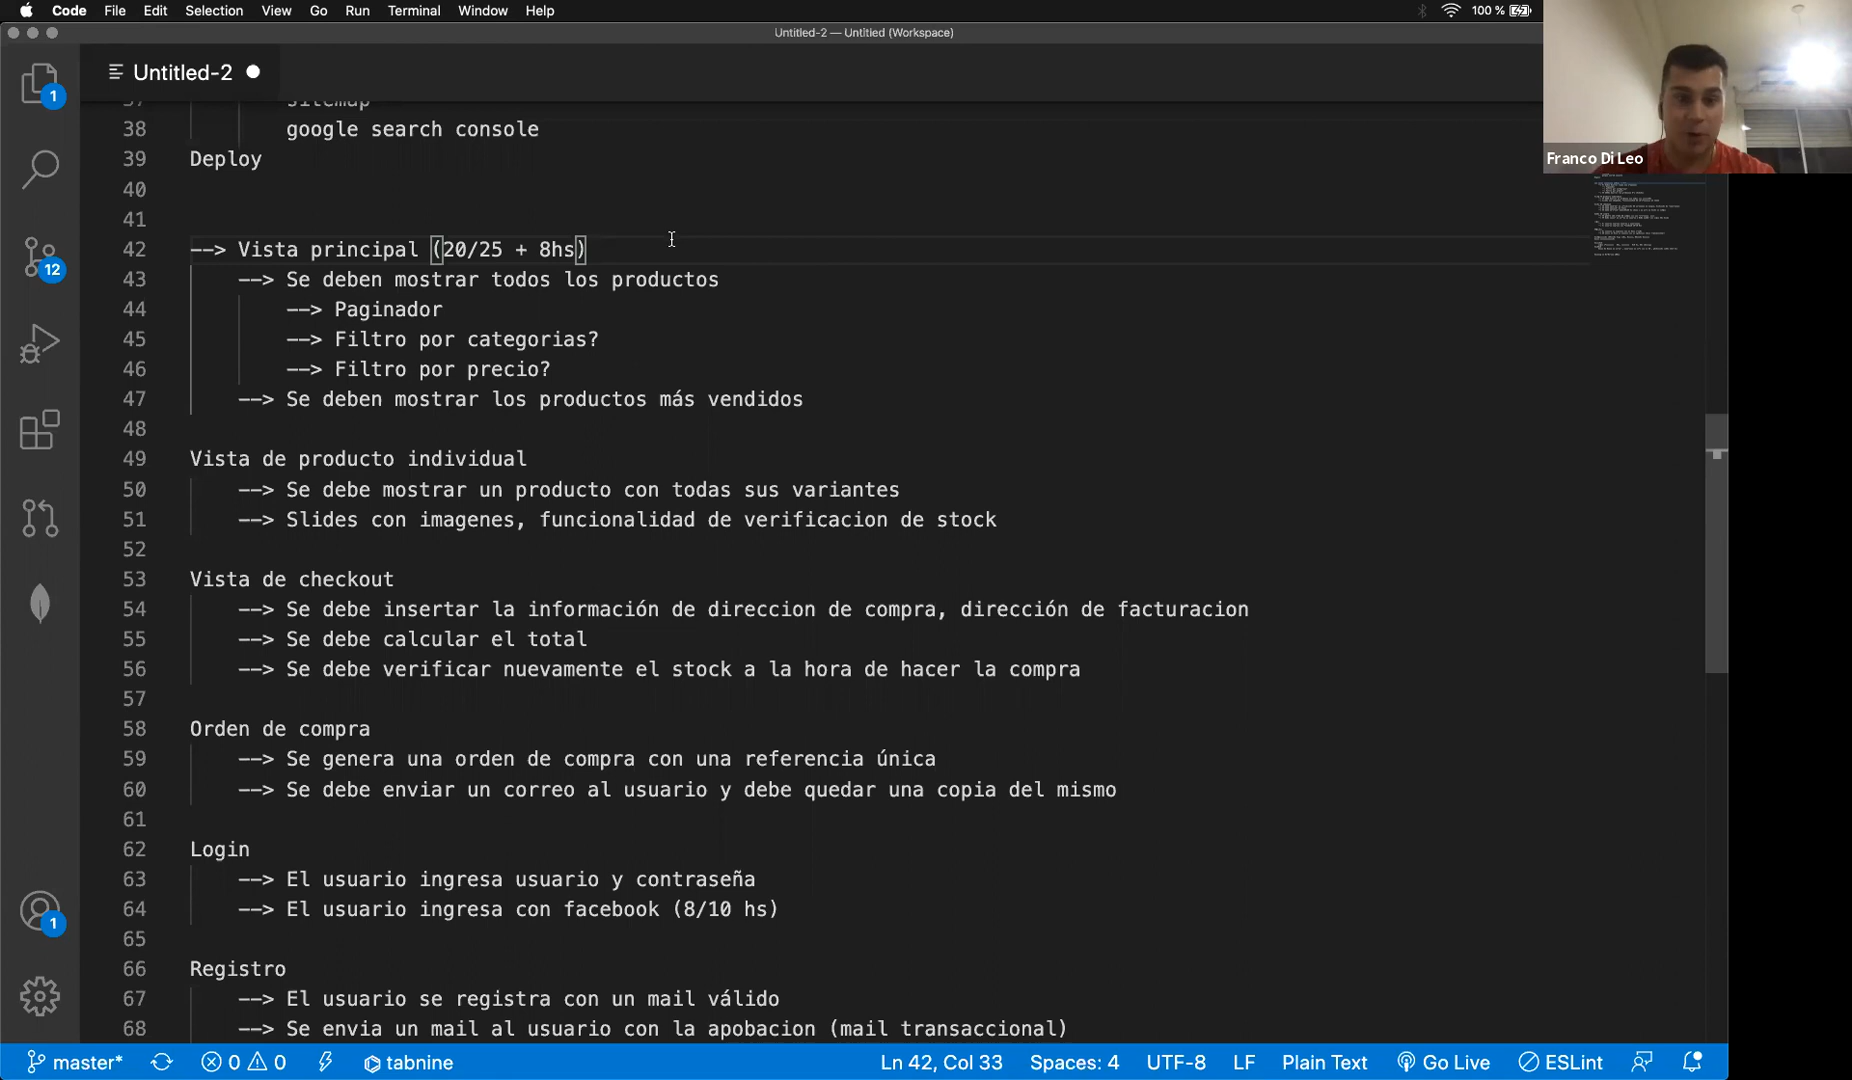 Code File Edit Selection View Go Run Terminal Window Help 100 %
Untitled-2 — Untitled (Workspace)
Untitled-2
Franco Di Leo
37 sitemap
38 google search console
39 Deploy
40
41
42 --> Vista principal (20/25 + 8hs)
43 --> Se deben mostrar todos los productos
44 --> Paginador
45 --> Filtro por categorias?
46 --> Filtro por precio?
47 --> Se deben mostrar los productos más vendidos
48
49 Vista de producto individual
50 --> Se debe mostrar un producto con todas sus variantes
51 --> Slides con imagenes, funcionalidad de verificacion de stock
52
53 Vista de checkout
54 --> Se debe insertar la información de direccion de compra, dirección de facturacion
55 --> Se debe calcular el total
56 --> Se debe verificar nuevamente el stock a la hora de hacer la compra
57
58 Orden de compra
59 --> Se genera una orden de compra con una referencia única
60 --> Se debe enviar un correo al usuario y debe quedar una copia del mismo
61
62 Login
63 --> El usuario ingresa usuario y contraseña
64 --> El usuario ingresa con facebook (8/10 hs)
65
66 Registro
67 --> El usuario se registra con un mail válido
68 --> Se envia un mail al usuario con la apobacion (mail transaccional)
1
12
1
master* 0 0 tabnine Ln 42, Col 33 Spaces: 4 UTF-8 LF Plain Text Go Live ESLint